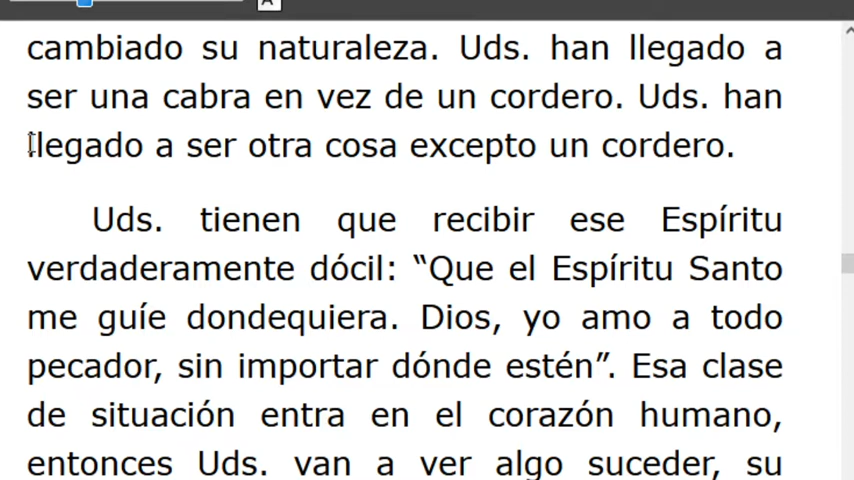 cambiado su naturaleza. Uds. han llegado a
ser una cabra en vez de un cordero. Uds. han
llegado a ser otra cosa excepto un cordero.
Uds. tienen que recibir ese Espíritu
verdaderamente dócil: “Que el Espíritu Santo
me guíe dondequiera. Dios, yo amo a todo
pecador, sin importar dónde estén”. Esa clase
de situación entra en el corazón humano,
entonces Uds. van a ver algo suceder, su